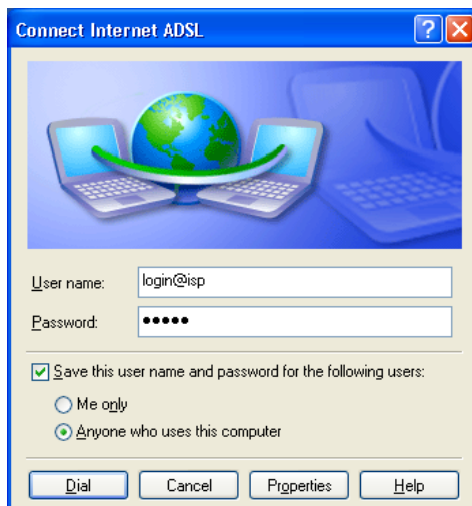 Connect Internet ADSL
User name: login@isp
Password: •••••
Save this user name and password for the following users:
Me only
Anyone who uses this computer
Dial Cancel Properties Help